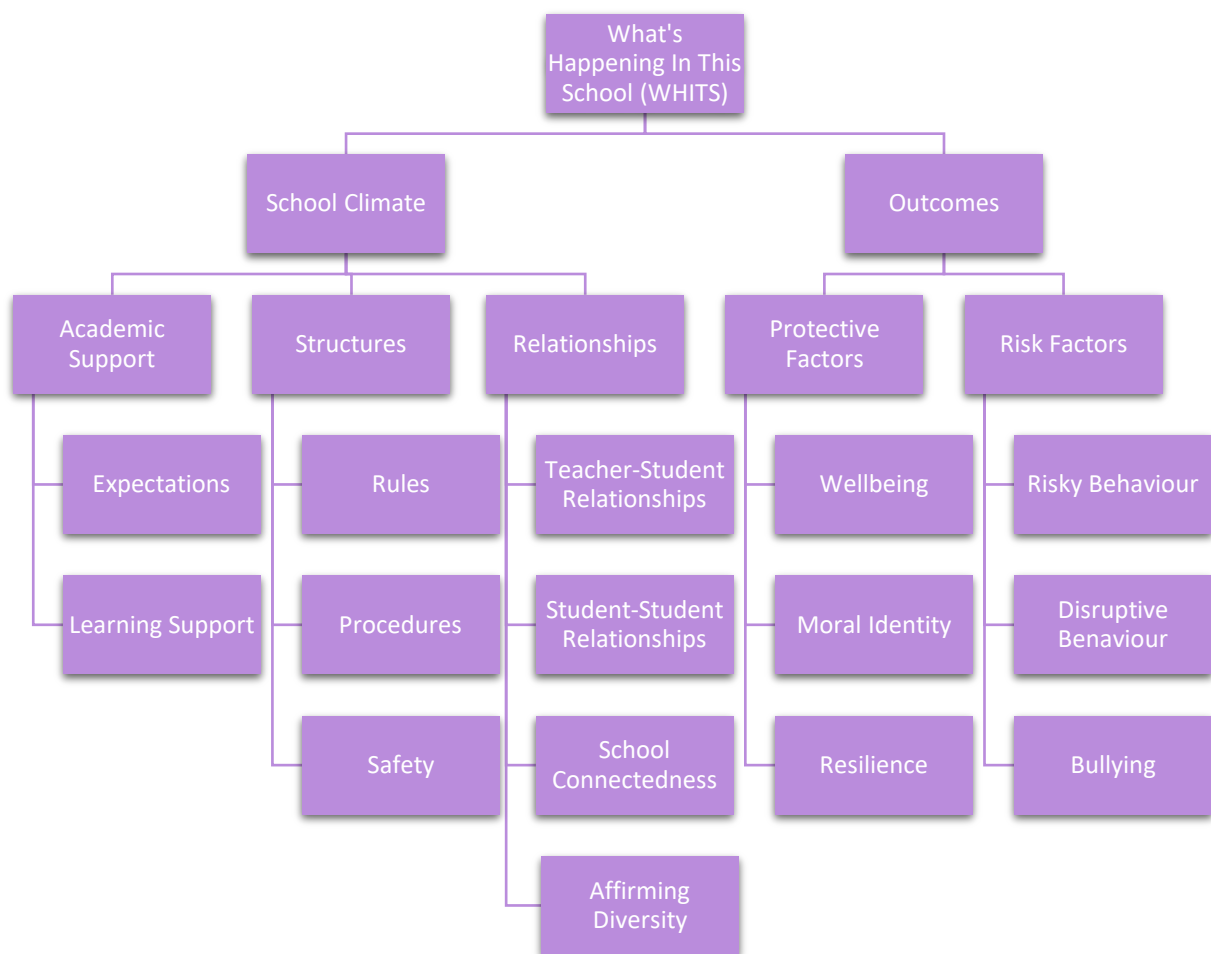 What's
Happening In This
School (WHITS)
School Climate
Outcomes
Academic
Support
Structures
Relationships
Protective
Factors
Risk Factors
Expectations
Rules
Teacher-Student
Relationships
Wellbeing
Risky Behaviour
Learning Support
Procedures
Student-Student
Relationships
Moral Identity
Disruptive
Benaviour
Safety
School
Connectedness
Resilience
Bullying
Affirming
Diversity